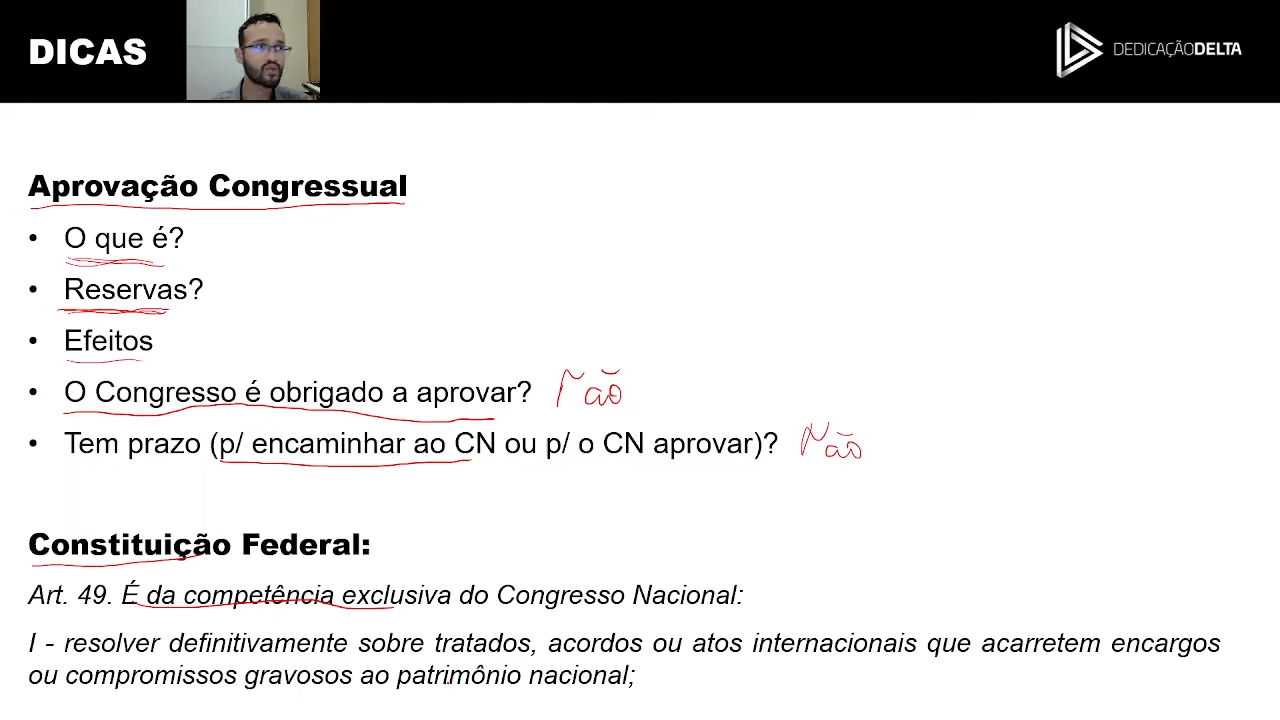 DICAS
DEDICAÇÃODELTA
Aprovação Congressual
• O que é?
• Reservas?
• Efeitos
• O Congresso é obrigado a aprovar? Não
• Tem prazo (p/ encaminhar ao CN ou p/ o CN aprovar)? Não
Constituição Federal:
Art. 49. É da competência exclusiva do Congresso Nacional:
I - resolver definitivamente sobre tratados, acordos ou atos internacionais que acarretem encargos
ou compromissos gravosos ao patrimônio nacional;